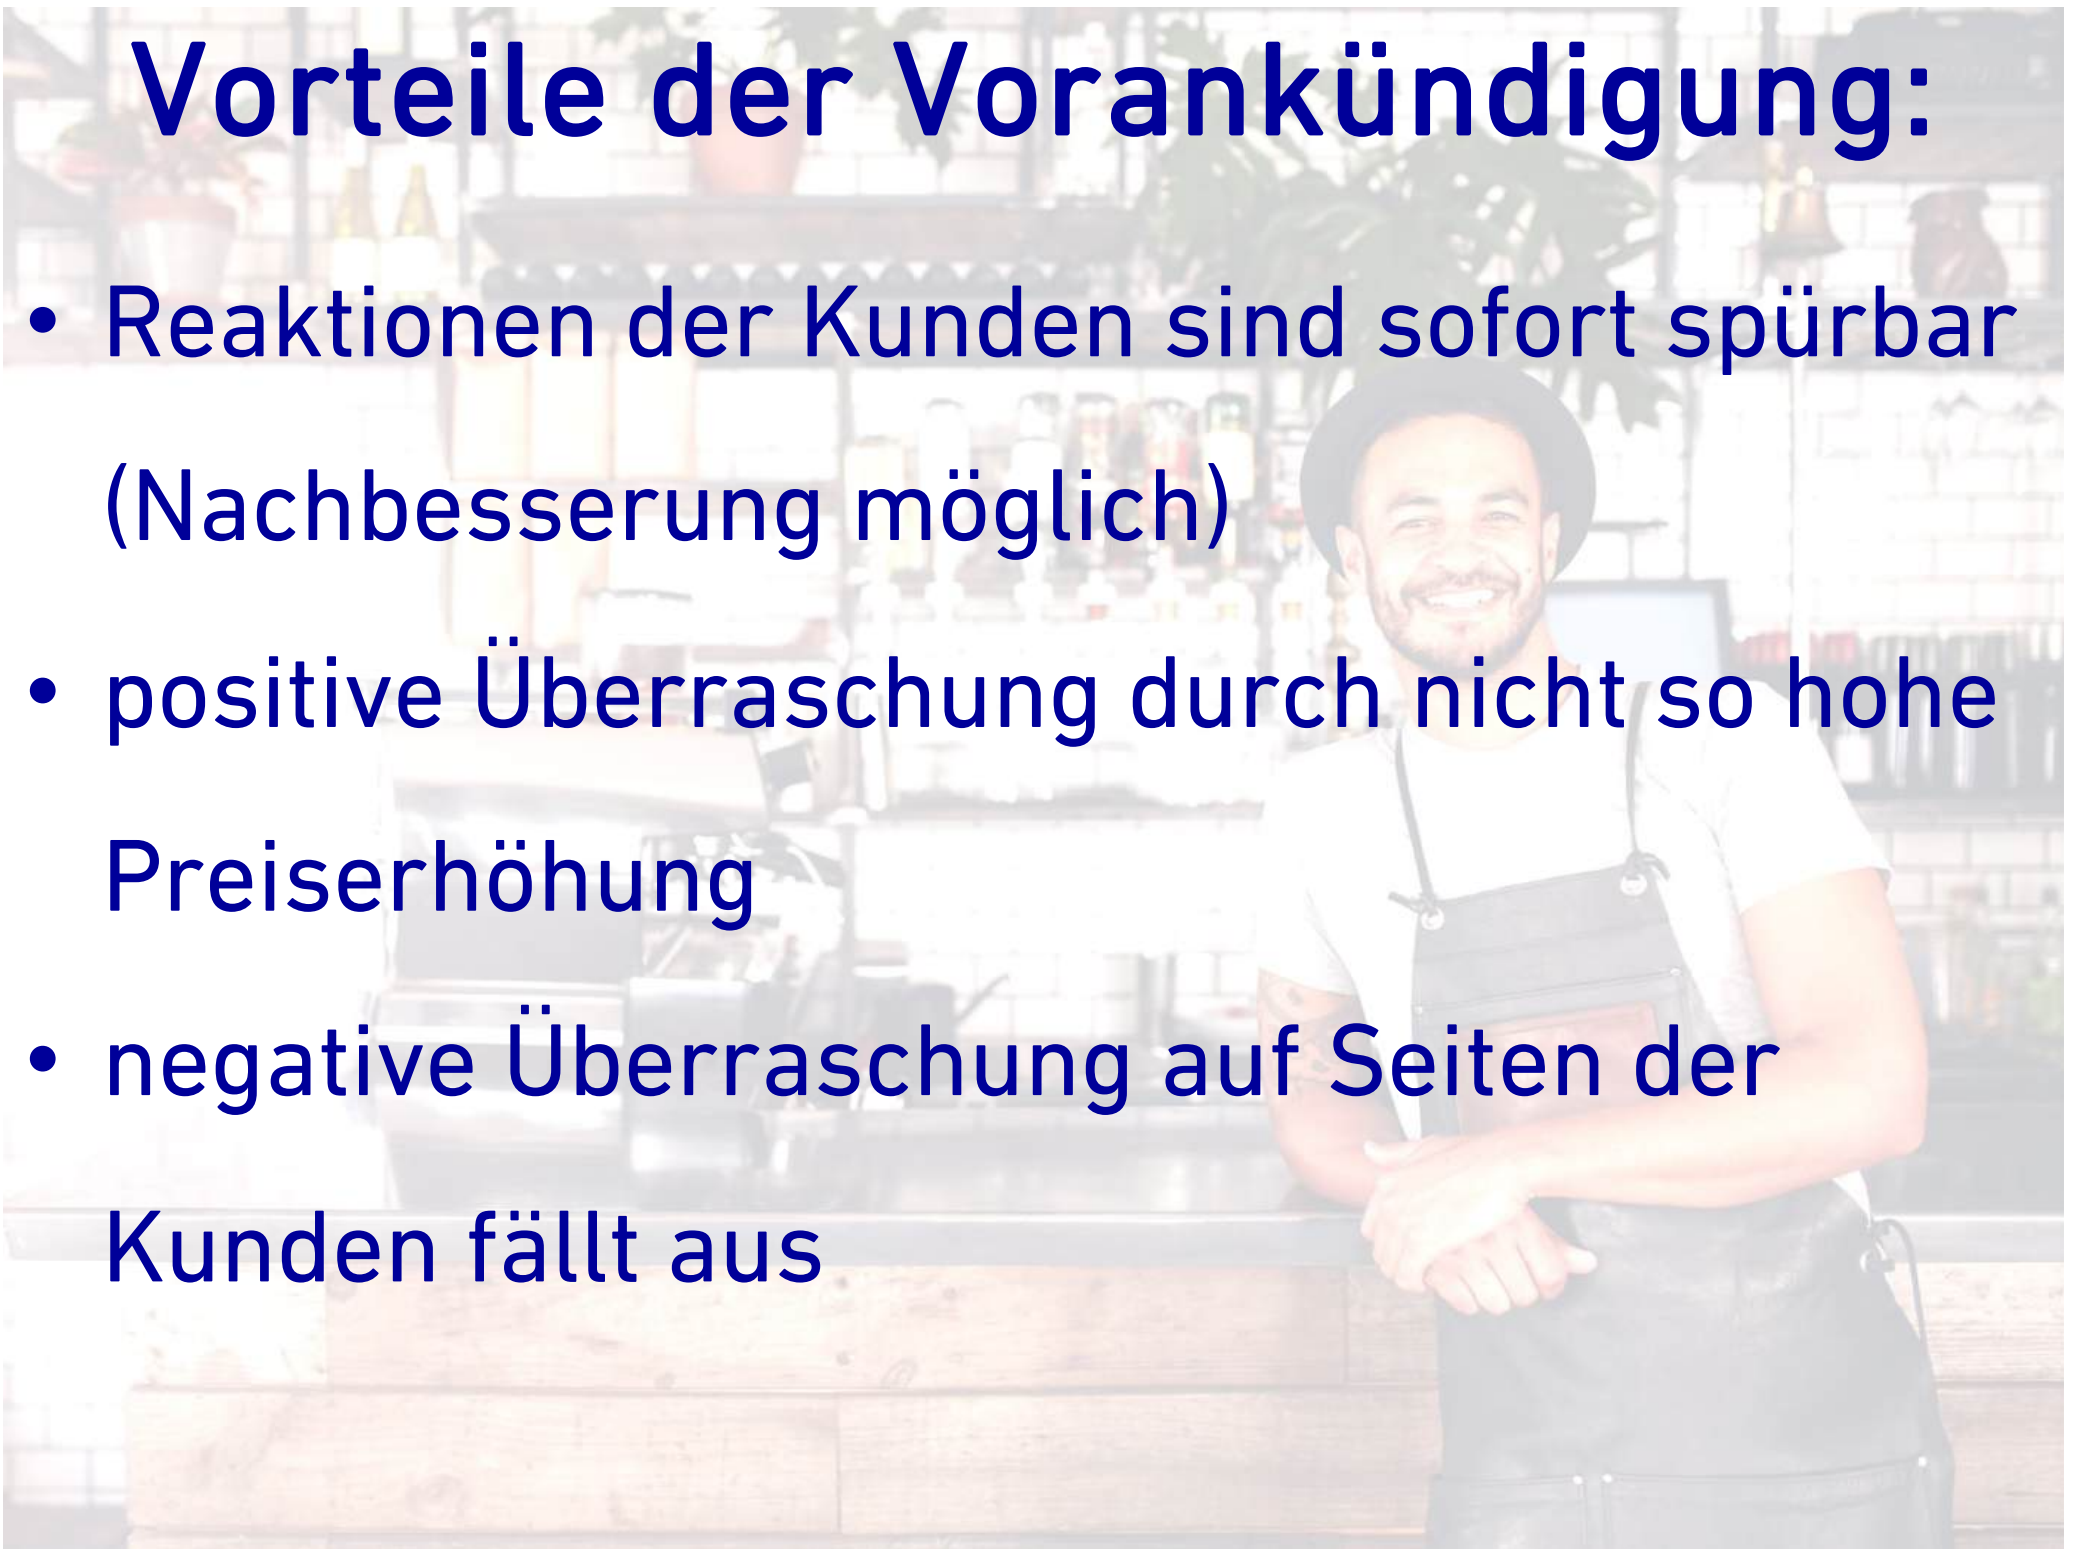 Vorteile der Vorankündigung:
• Reaktionen der Kunden sind sofort spürbar
(Nachbesserung möglich)
• positive Überraschung durch nicht so hohe
Preiserhöhung
• negative Überraschung auf Seiten der
Kunden fällt aus